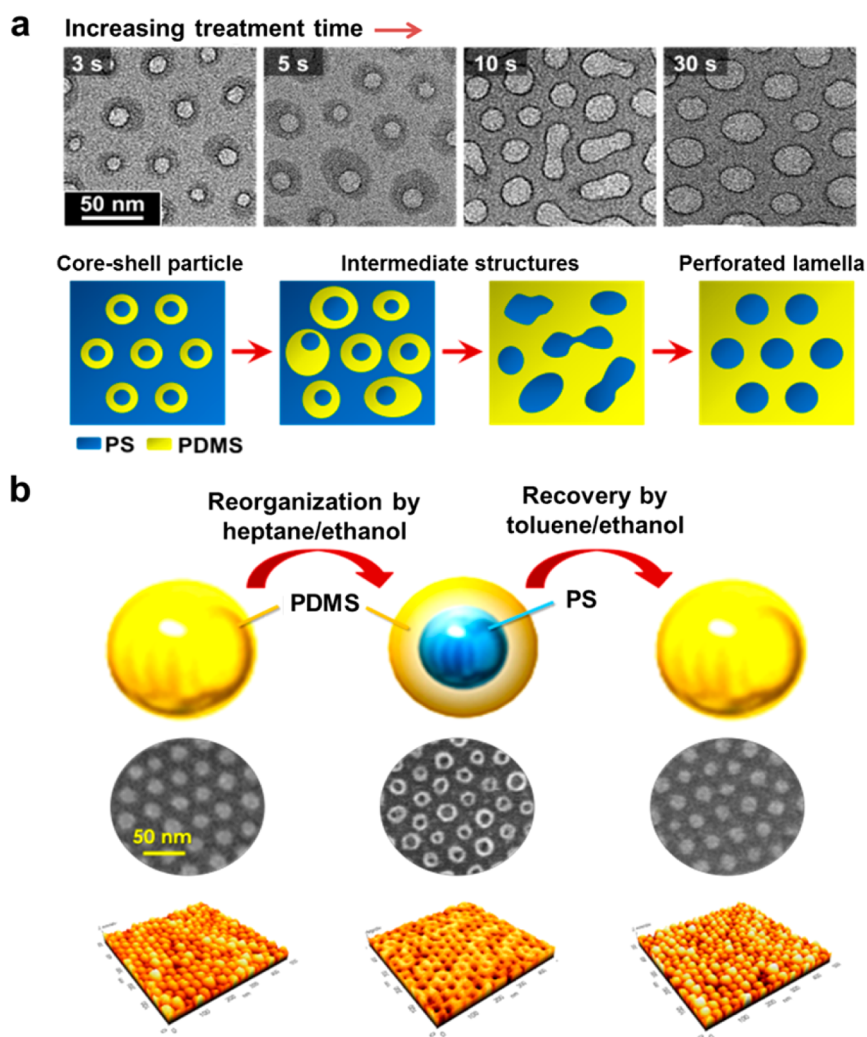 a
Increasing treatment time
3 s
5 s
10 s
30 s
50 nm
Core-shell particle
Intermediate structures
Perforated lamella
PS
PDMS
b
Reorganization by
heptane/ethanol
Recovery by
toluene/ethanol
PDMS
PS
50 nm